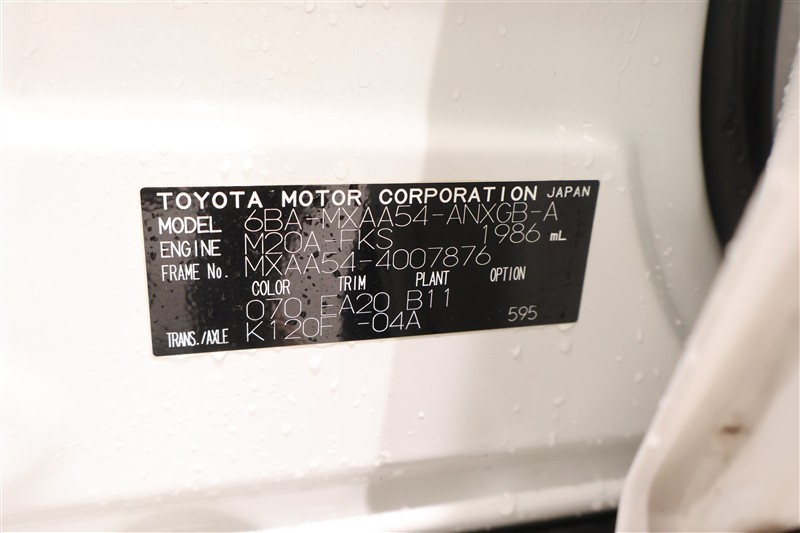 TOYOTA MOTOR CORPORATION JAPAN
MODEL 6BA-MXAA54-ANXGB-A
ENGINE M20A-FKS 1986 mL
FRAME No. MXAA54-4007876
COLOR TRIM PLANT OPTION
070 EA20 B11
TRANS./AXLE K120F -04A 595